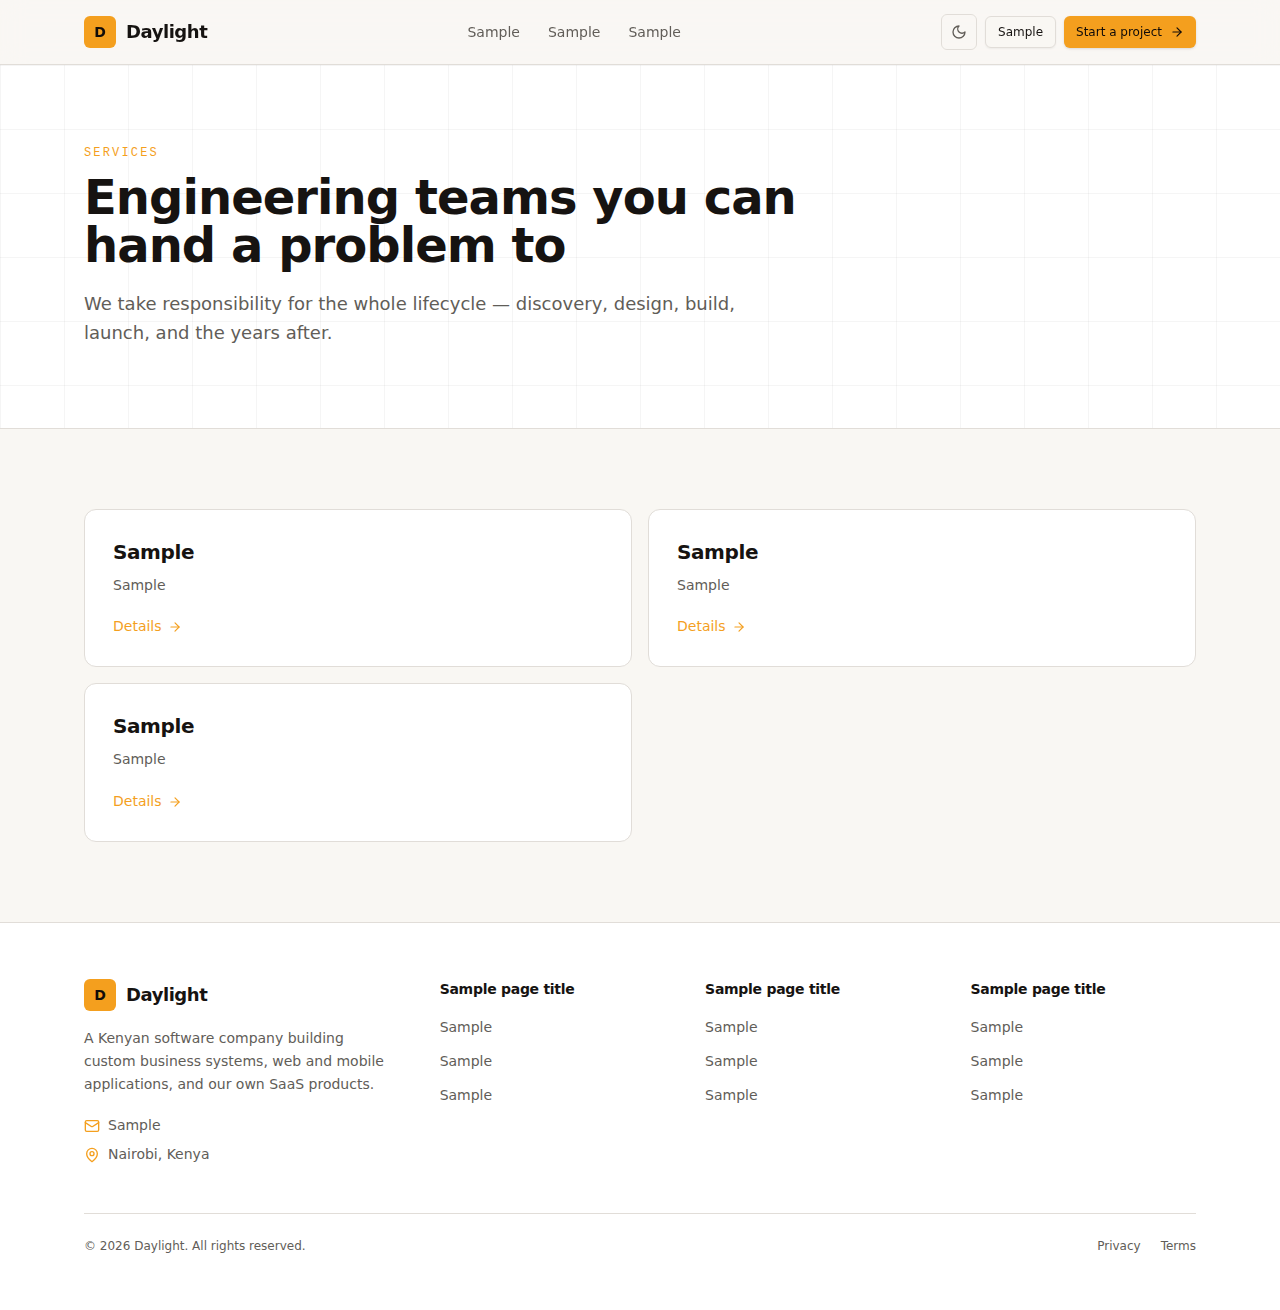 D Daylight
Sample Sample Sample
Sample
Start a project
SERVICES
Engineering teams you can
hand a problem to
We take responsibility for the whole lifecycle — discovery, design, build,
launch, and the years after.
Sample
Sample
Details
Sample
Sample
Details
Sample
Sample
Details
D Daylight
A Kenyan software company building
custom business systems, web and mobile
applications, and our own SaaS products.
Sample
Nairobi, Kenya
Sample page title
Sample
Sample
Sample
Sample page title
Sample
Sample
Sample
Sample page title
Sample
Sample
Sample
© 2026 Daylight. All rights reserved.
Privacy Terms